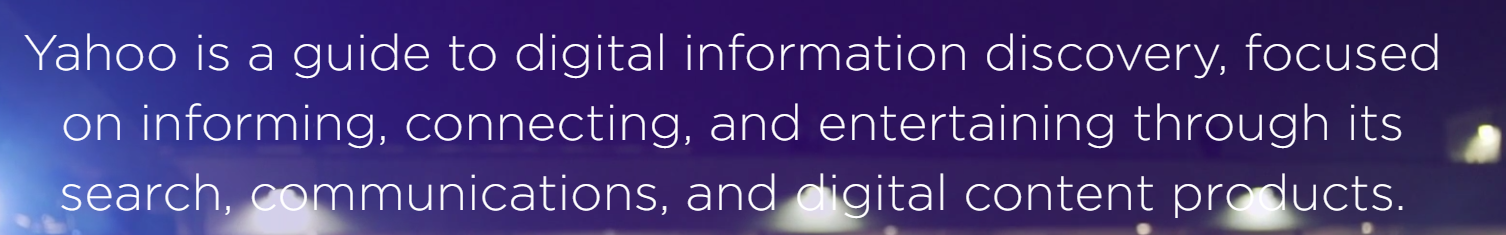 Yahoo is a guide to digital information discovery, focused
on informing, connecting, and entertaining through its
search, communications, and digital content products.